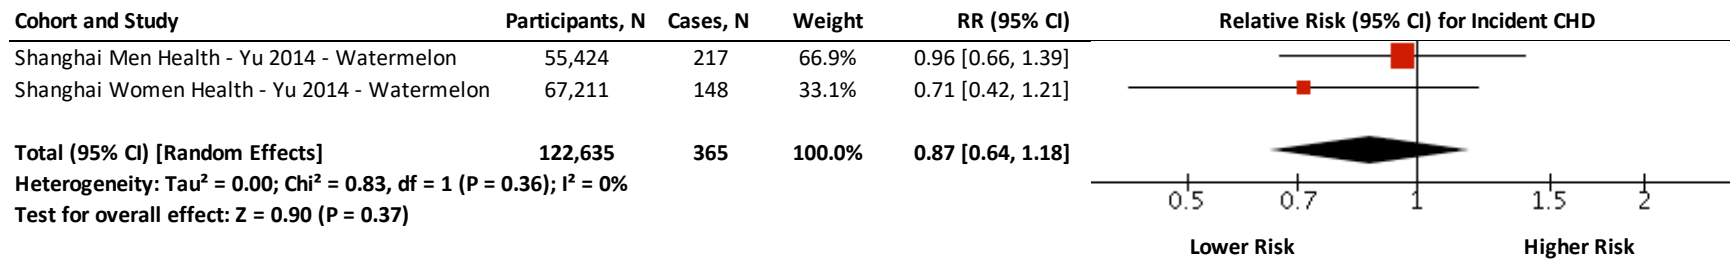 Cohort and Study Participants, N Cases, N Weight RR (95% CI) Relative Risk (95% CI) for Incident CHD
Shanghai Men Health - Yu 2014 - Watermelon 55,424 217 66.9% 0.96 [0.66, 1.39]
Shanghai Women Health - Yu 2014 - Watermelon 67,211 148 33.1% 0.71 [0.42, 1.21]
Total (95% CI) [Random Effects] 122,635 365 100.0% 0.87 [0.64, 1.18]
Heterogeneity: Tau² = 0.00; Chi² = 0.83, df = 1 (P = 0.36); I² = 0%
Test for overall effect: Z = 0.90 (P = 0.37)
0.5 0.7 1 1.5 2
Lower Risk Higher Risk